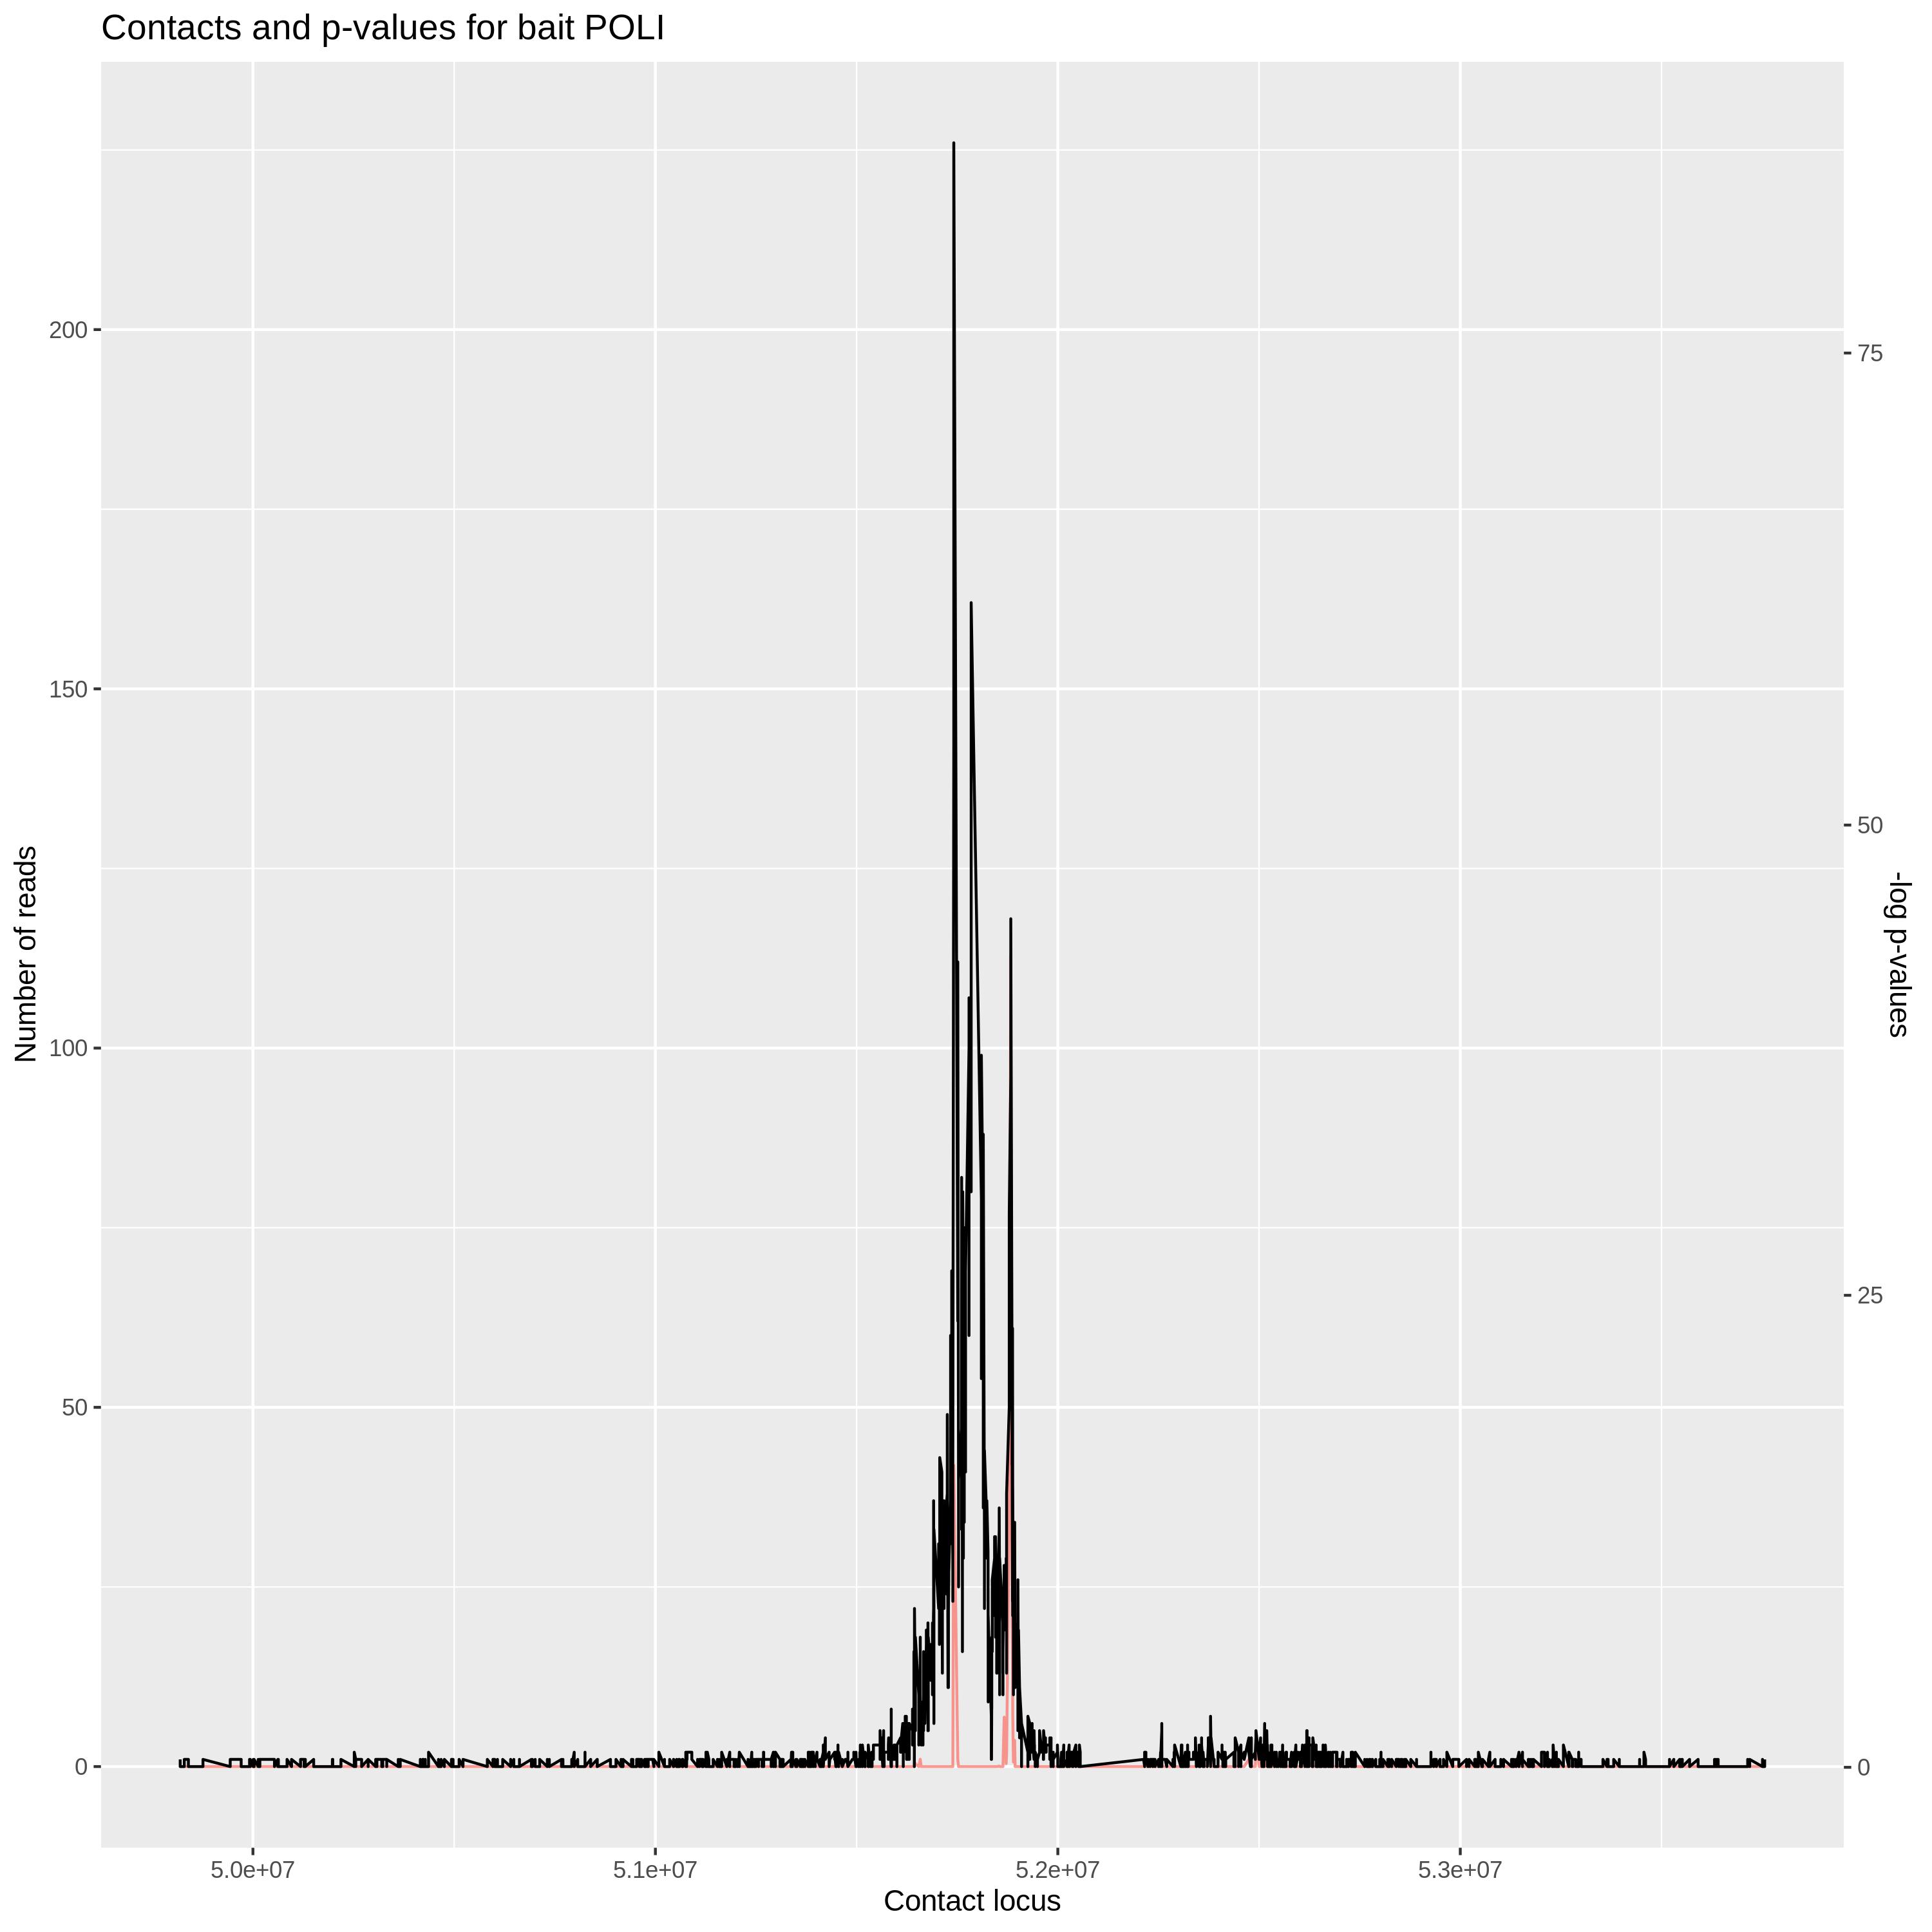 Contacts and p-values for bait POLI
200
150
100
50
0
75
50
25
0
Number of reads
-log p-values
5.0e+07
5.1e+07
5.2e+07
5.3e+07
Contact locus